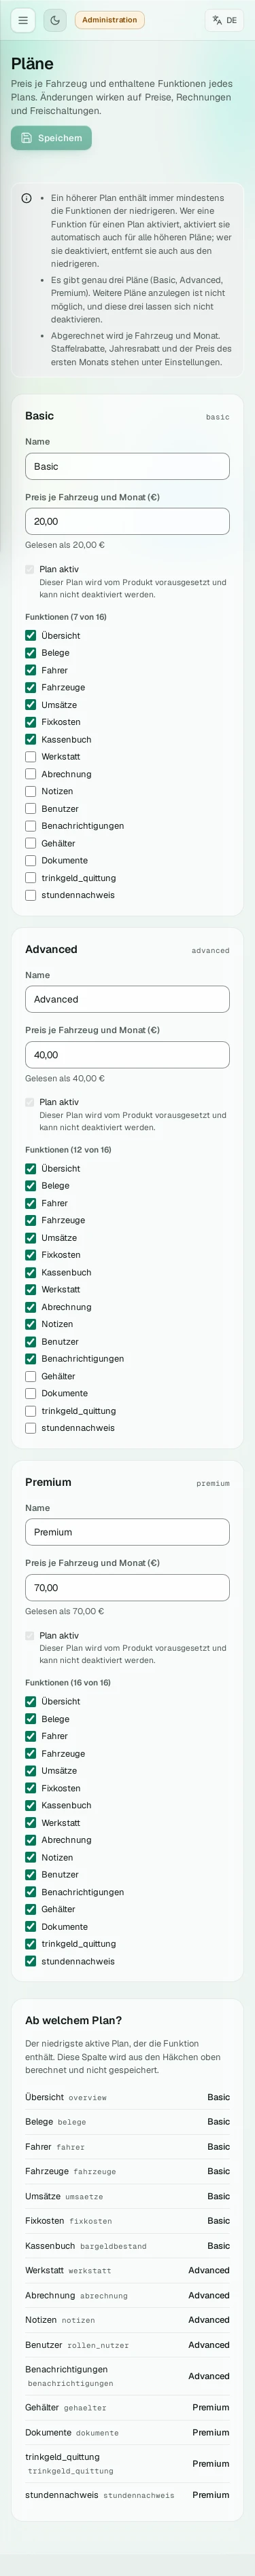 Administration
DE
Pläne
Preis je Fahrzeug und enthaltene Funktionen jedes
Plans. Änderungen wirken auf Preise, Rechnungen
und Freischaltungen.
Speichern
• Ein höherer Plan enthält immer mindestens
die Funktionen der niedrigeren. Wer eine
Funktion für einen Plan aktiviert, aktiviert sie
automatisch auch für alle höheren Pläne; wer
sie deaktiviert, entfernt sie auch aus den
niedrigeren.
• Es gibt genau drei Pläne (Basic, Advanced,
Premium). Weitere Pläne anzulegen ist nicht
möglich, und diese drei lassen sich nicht
deaktivieren.
• Abgerechnet wird je Fahrzeug und Monat.
Staffelrabatte, Jahresrabatt und der Preis des
ersten Monats stehen unter Einstellungen.
Basic basic
Name
Basic
Preis je Fahrzeug und Monat (€)
20,00
Gelesen als 20,00 €
Plan aktiv
Dieser Plan wird vom Produkt vorausgesetzt und
kann nicht deaktiviert werden.
Funktionen (7 von 16)
Übersicht
Belege
Fahrer
Fahrzeuge
Umsätze
Fixkosten
Kassenbuch
Werkstatt
Abrechnung
Notizen
Benutzer
Benachrichtigungen
Gehälter
Dokumente
trinkgeld_quittung
stundennachweis
Advanced advanced
Name
Advanced
Preis je Fahrzeug und Monat (€)
40,00
Gelesen als 40,00 €
Plan aktiv
Dieser Plan wird vom Produkt vorausgesetzt und
kann nicht deaktiviert werden.
Funktionen (12 von 16)
Übersicht
Belege
Fahrer
Fahrzeuge
Umsätze
Fixkosten
Kassenbuch
Werkstatt
Abrechnung
Notizen
Benutzer
Benachrichtigungen
Gehälter
Dokumente
trinkgeld_quittung
stundennachweis
Premium premium
Name
Premium
Preis je Fahrzeug und Monat (€)
70,00
Gelesen als 70,00 €
Plan aktiv
Dieser Plan wird vom Produkt vorausgesetzt und
kann nicht deaktiviert werden.
Funktionen (16 von 16)
Übersicht
Belege
Fahrer
Fahrzeuge
Umsätze
Fixkosten
Kassenbuch
Werkstatt
Abrechnung
Notizen
Benutzer
Benachrichtigungen
Gehälter
Dokumente
trinkgeld_quittung
stundennachweis
Ab welchem Plan?
Der niedrigste aktive Plan, der die Funktion
enthält. Diese Spalte wird aus den Häkchen oben
berechnet und nicht gespeichert.
Übersicht overview Basic
Belege belege Basic
Fahrer fahrer Basic
Fahrzeuge fahrzeuge Basic
Umsätze umsaetze Basic
Fixkosten fixkosten Basic
Kassenbuch bargeldbestand Basic
Werkstatt werkstatt Advanced
Abrechnung abrechnung Advanced
Notizen notizen Advanced
Benutzer rollen_nutzer Advanced
Benachrichtigungen
benachrichtigungen Advanced
Gehälter gehaelter Premium
Dokumente dokumente Premium
trinkgeld_quittung
trinkgeld_quittung Premium
stundennachweis stundennachweis Premium